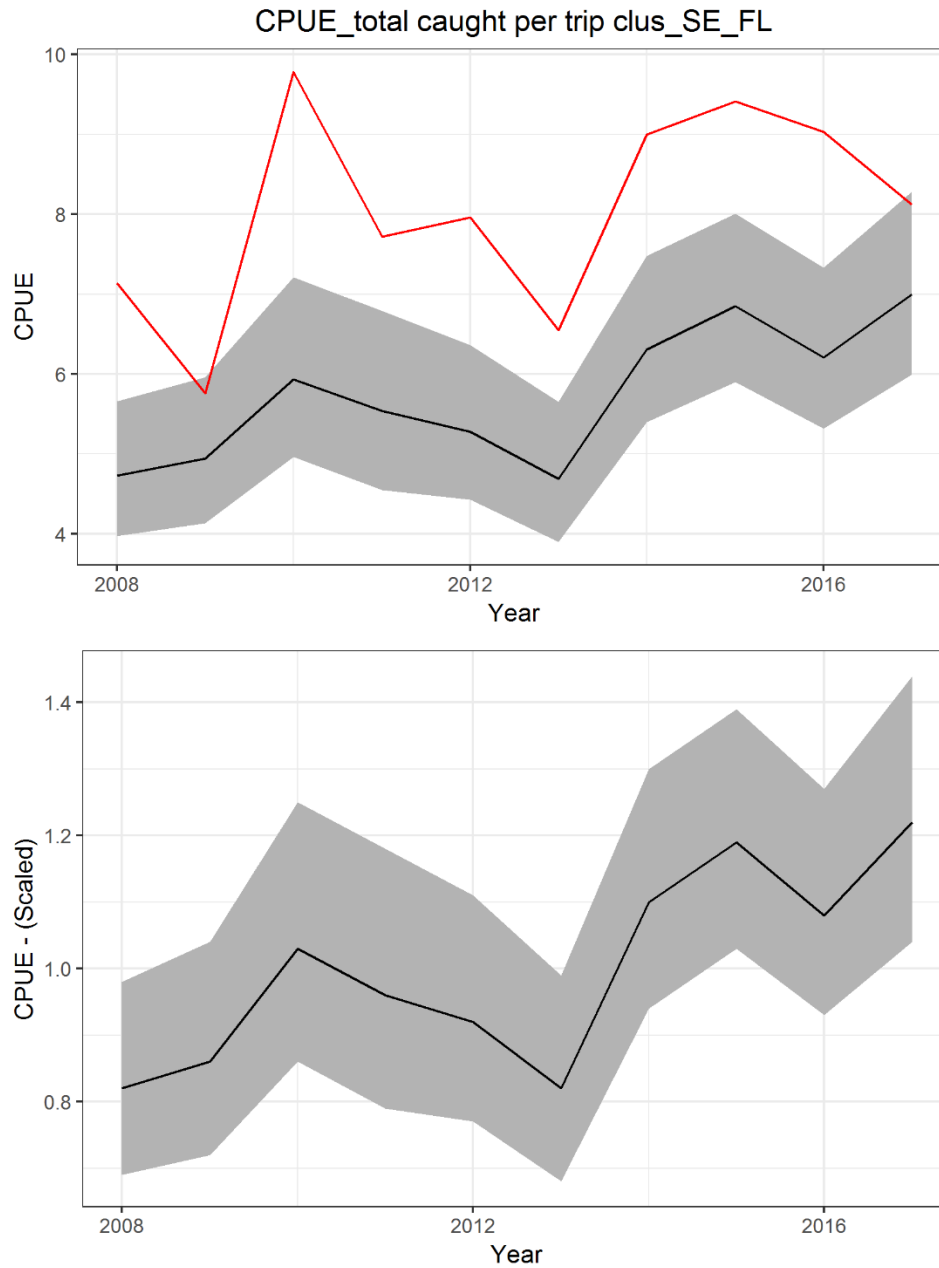 CPUE_total caught per trip clus_SE_FL
10
8
6
4
CPUE
2008
2012
2016
Year
1.4
1.2
1.0
0.8
CPUE - (Scaled)
2008
2012
2016
Year